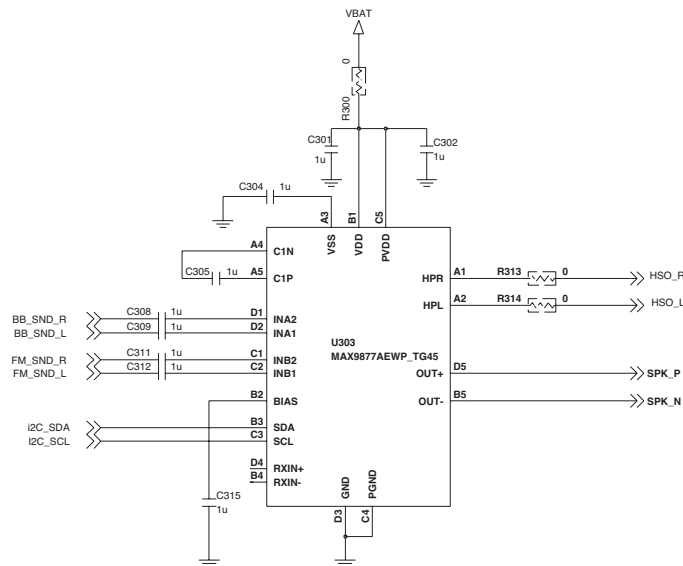 VBAT
0
R300
C301
1u
C302
1u
C304
1u
A3
B1
C5
VSS
VDD
PVDD
A4
C1N
C305
1u
A5
C1P
HPR
A1
R313
0
HSO_R
HPL
A2
R314
0
HSO_L
BB_SND_R
C308
1u
D1
INA2
BB_SND_L
C309
1u
D2
INA1
U303
MAX9877AEWP_TG45
FM_SND_R
C311
1u
C1
INB2
FM_SND_L
C312
1u
C2
INB1
OUT+
D5
SPK_P
B2
BIAS
OUT-
B5
SPK_N
i2C_SDA
B3
SDA
I2C_SCL
C3
SCL
D4
RXIN+
B4
RXIN-
C315
1u
GND
PGND
D3
C4